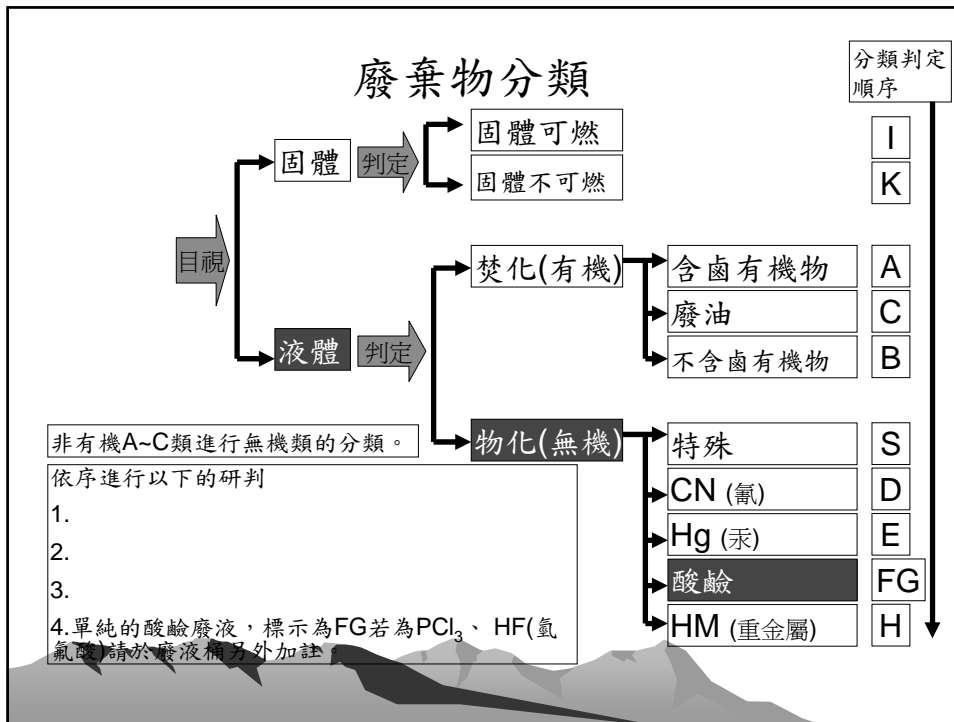 廢棄物分類
分類判定
順序
固體可燃
I
固體
判定
固體不可燃
K
目視
焚化(有機)
含鹵有機物
A
廢油
C
液體
判定
不含鹵有機物
B
非有機A~C類進行無機類的分類。
物化(無機)
特殊
S
依序進行以下的研判
CN (氰)
D
1.
2.
Hg (汞)
E
3.
酸鹼
FG
4.單純的酸鹼廢液,標示為FG若為PCl₃、 HF(氫
氟酸)請於廢液桶另外加註。
HM (重金屬)
H